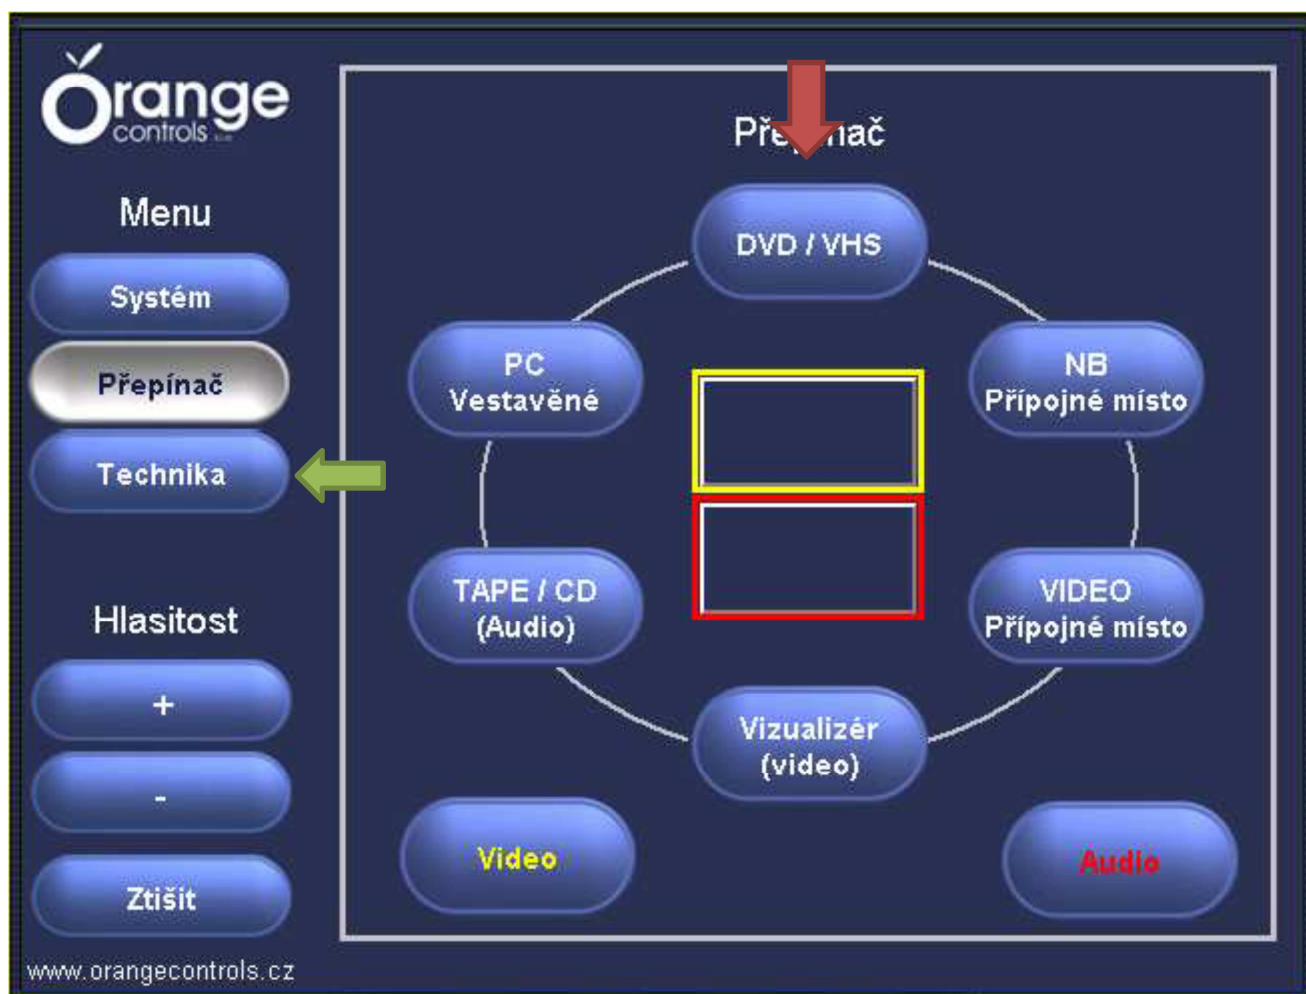 Orange
controls
Menu
Systém
Přepínač
Technika
Hlasitost
+
-
Ztišit
www.orangecontrols.cz
Přepínač
DVD / VHS
PC
Vestavěné
NB
Přípojné místo
TAPE / CD
(Audio)
VIDEO
Přípojné místo
Vizualizér
(video)
Video
Audio